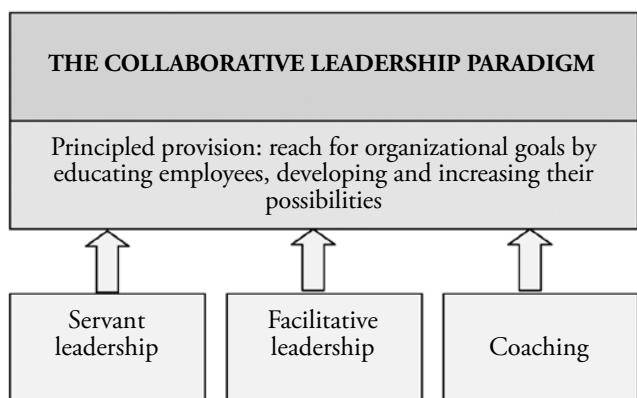 THE COLLABORATIVE LEADERSHIP PARADIGM
Principled provision: reach for organizational goals by
educating employees, developing and increasing their
possibilities
Servant
leadership
Facilitative
leadership
Coaching